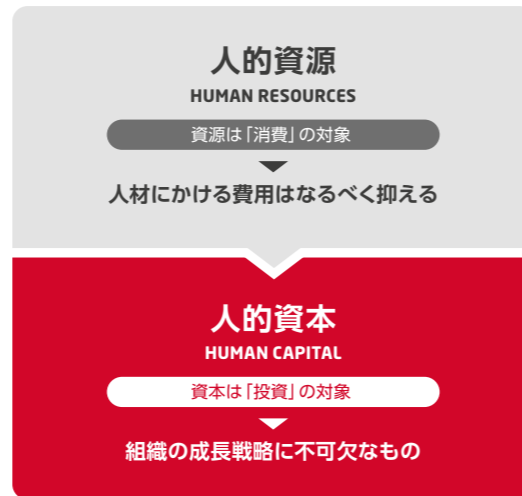 人的資源
HUMAN RESOURCES
資源は「消費」の対象
人材にかける費用はなるべく抑える
人的資本
HUMAN CAPITAL
資本は「投資」の対象
組織の成長戦略に不可欠なもの